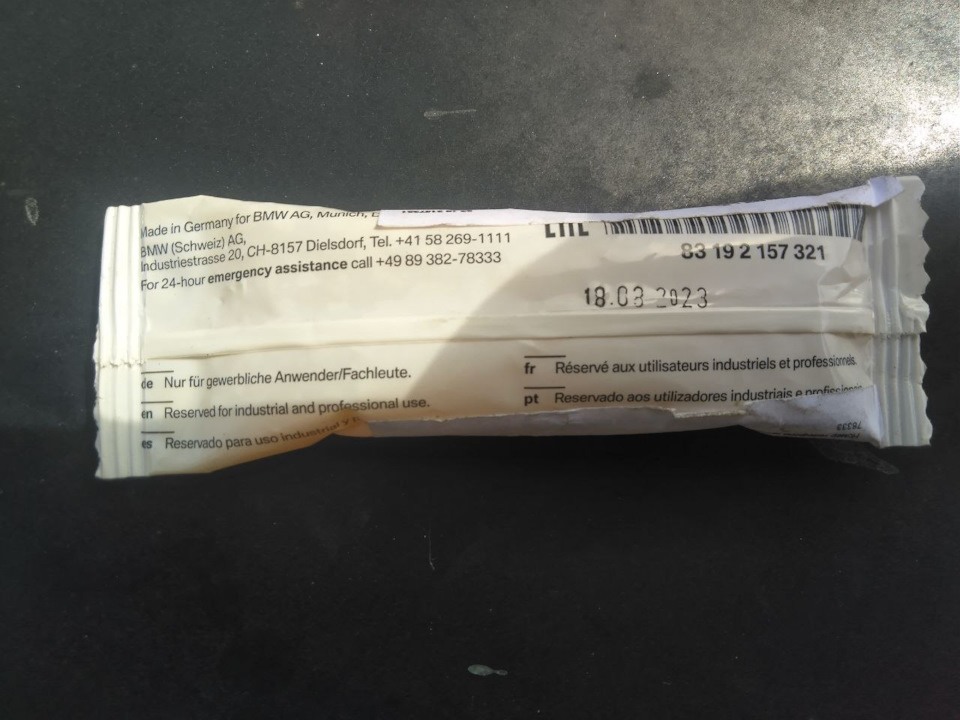 Made in Germany for BMW AG, Munich,
BMW (Schweiz) AG,
Industriestrasse 20, CH-8157 Dielsdorf, Tel. +41 58 269-1111
For 24-hour emergency assistance call +49 89 382-78333
83 19 2 157 321
18.03 2023
de Nur für gewerbliche Anwender/Fachleute.
en Reserved for industrial and professional use.
es Reservado para uso industrial y
fr Réservé aux utilisateurs industriels et professionnels.
pt Reservado aos utilizadores industriais e profissionais
78333